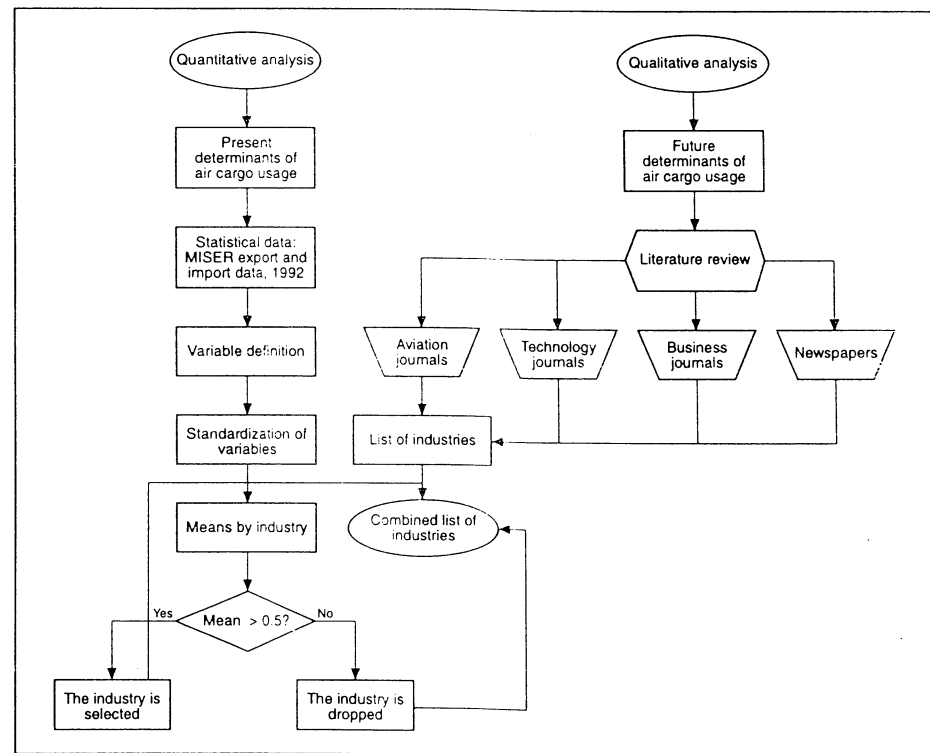 Quantitative analysis
Present
determinants of
air cargo usage
Statistical data:
MISER export and
import data, 1992
Variable definition
Standardization of
variables
Means by industry
Mean > 0.5?
Yes
No
The industry is
selected
The industry is
dropped
Qualitative analysis
Future
determinants of
air cargo usage
Literature review
Aviation
journals
Technology
journals
Business
journals
Newspapers
List of industries
Combined list of
industries